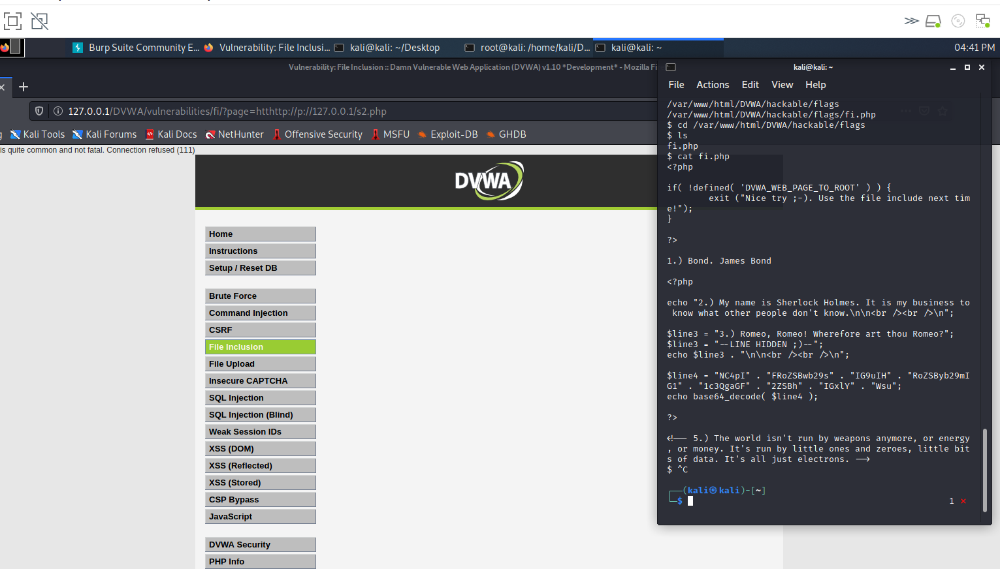 Burp Suite Community E...
Vulnerability: File Inclusi...
kali@kali: ~/Desktop
root@kali: /home/kali/D...
kali@kali: ~
04:41 PM
Vulnerability: File Inclusion :: Damn Vulnerable Web Application (DVWA) v1.10 *Development* - Mozilla Fi
127.0.0.1/DVWA/vulnerabilities/fi/?page=htthttp://p://127.0.0.1/s2.php
Kali Tools
Kali Forums
Kali Docs
NetHunter
Offensive Security
MSFU
Exploit-DB
GHDB
is quite common and not fatal. Connection refused (111)
DVWA
Home
Instructions
Setup / Reset DB
Brute Force
Command Injection
CSRF
File Inclusion
File Upload
Insecure CAPTCHA
SQL Injection
SQL Injection (Blind)
Weak Session IDs
XSS (DOM)
XSS (Reflected)
XSS (Stored)
CSP Bypass
JavaScript
DVWA Security
PHP Info
kali@kali: ~
File Actions Edit View Help
/var/www/html/DVWA/hackable/flags
/var/www/html/DVWA/hackable/flags/fi.php
$ cd /var/www/html/DVWA/hackable/flags
$ ls
fi.php
$ cat fi.php
<?php
if( !defined( 'DVWA_WEB_PAGE_TO_ROOT' ) ) {
exit ("Nice try ;-). Use the file include next tim
e!");
}
?>
1.) Bond. James Bond
<?php
echo "2.) My name is Sherlock Holmes. It is my business to
know what other people don't know.\n\n<br /><br />\n";
$line3 = "3.) Romeo, Romeo! Wherefore art thou Romeo?";
$line3 = "--LINE HIDDEN ;)--";
echo $line3 . "\n\n<br /><br />\n";
$line4 = "NC4pI" . "FRoZSBwb29s" . "IG9uIH" . "RoZSByb29mI
G1" . "1c3QgaGF" . "2ZSBh" . "IGxlY" . "Wsu";
echo base64_decode( $line4 );
?>
<!-- 5.) The world isn't run by weapons anymore, or energy
, or money. It's run by little ones and zeroes, little bit
s of data. It's all just electrons. -->
$ ^C
(kali㉿kali)-[~]
$
1 ⨯